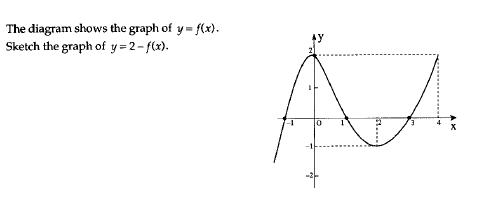 The diagram shows the graph of y = f(x).
Sketch the graph of y = 2 – f(x).
y
2
1
-1 0 1 2 3 4
x
-1
-2